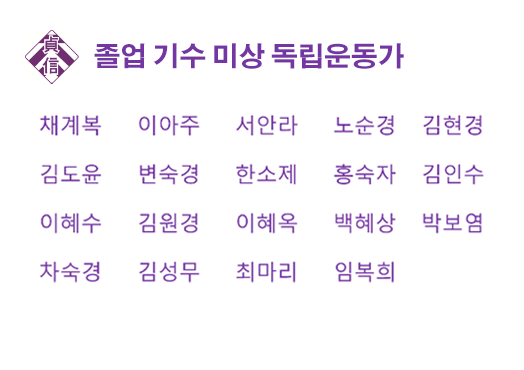 貞信
졸업 기수 미상 독립운동가
채계복 이아주 서안라 노순경 김현경
김도윤 변숙경 한소제 홍숙자 김인수
이혜수 김원경 이혜옥 백혜상 박보염
차숙경 김성무 최마리 임복희